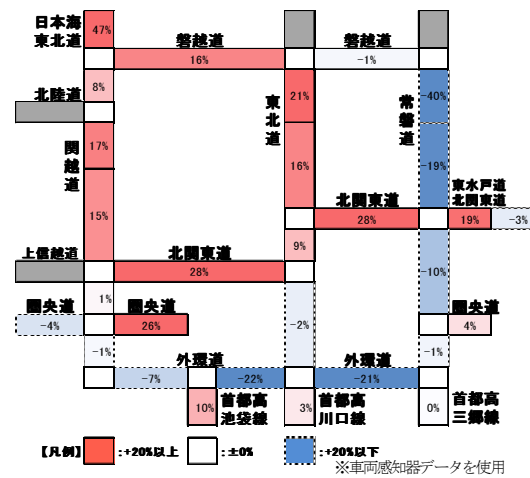 日本海
東北道
47%
磐越道
磐越道
16%
-1%
北陸道
8%
東北道
21%
常磐道
-40%
関越道
17%
16%
-19%
東水戸道
北関東道
15%
北関東道
28%
19%
-3%
9%
上信越道
北関東道
28%
-10%
圏央道
1%
圏央道
-4%
26%
-2%
4%
圏央道
-1%
外環道
外環道
-1%
-7%
-22%
-21%
10%
首都高
池袋線
3%
首都高
川口線
0%
首都高
三郷線
【凡例】
:+20%以上
:±0%
:+20%以下
※車両感知器データを使用